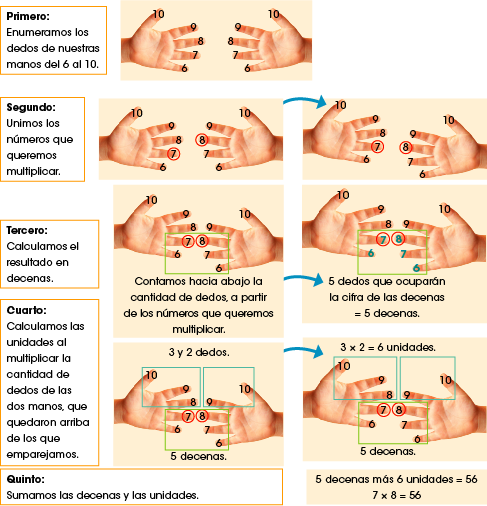 Primero:
Enumeramos los
dedos de nuestras
manos del 6 al 10.
10 10
9 9
8 8
7 7
6 6
Segundo:
Unimos los
números que
queremos
multiplicar.
10 10
9 9
8 8
7 7
6 6
10
10
9
9
8 8
7 7
6
6
Tercero:
Calculamos el
resultado en
decenas.
10
10
9
9
8
7 8
6 7
6
Contamos hacia abajo la
cantidad de dedos, a partir
de los números que queremos
multiplicar.
10
10
9
9
8
7 8
6 7
6
5 dedos que ocuparán
la cifra de las decenas
= 5 decenas.
Cuarto:
Calculamos las
unidades al
multiplicar la
cantidad de
dedos de las
dos manos, que
quedaron arriba
de los que
emparejamos.
3 y 2 dedos.
10
10
9
8 9
7 8
6 7
6
5 decenas.
3 × 2 = 6 unidades.
10
10
9
8 9
7 8
6 7
6
5 decenas.
Quinto:
Sumamos las decenas y las unidades.
5 decenas más 6 unidades = 56
7 × 8 = 56